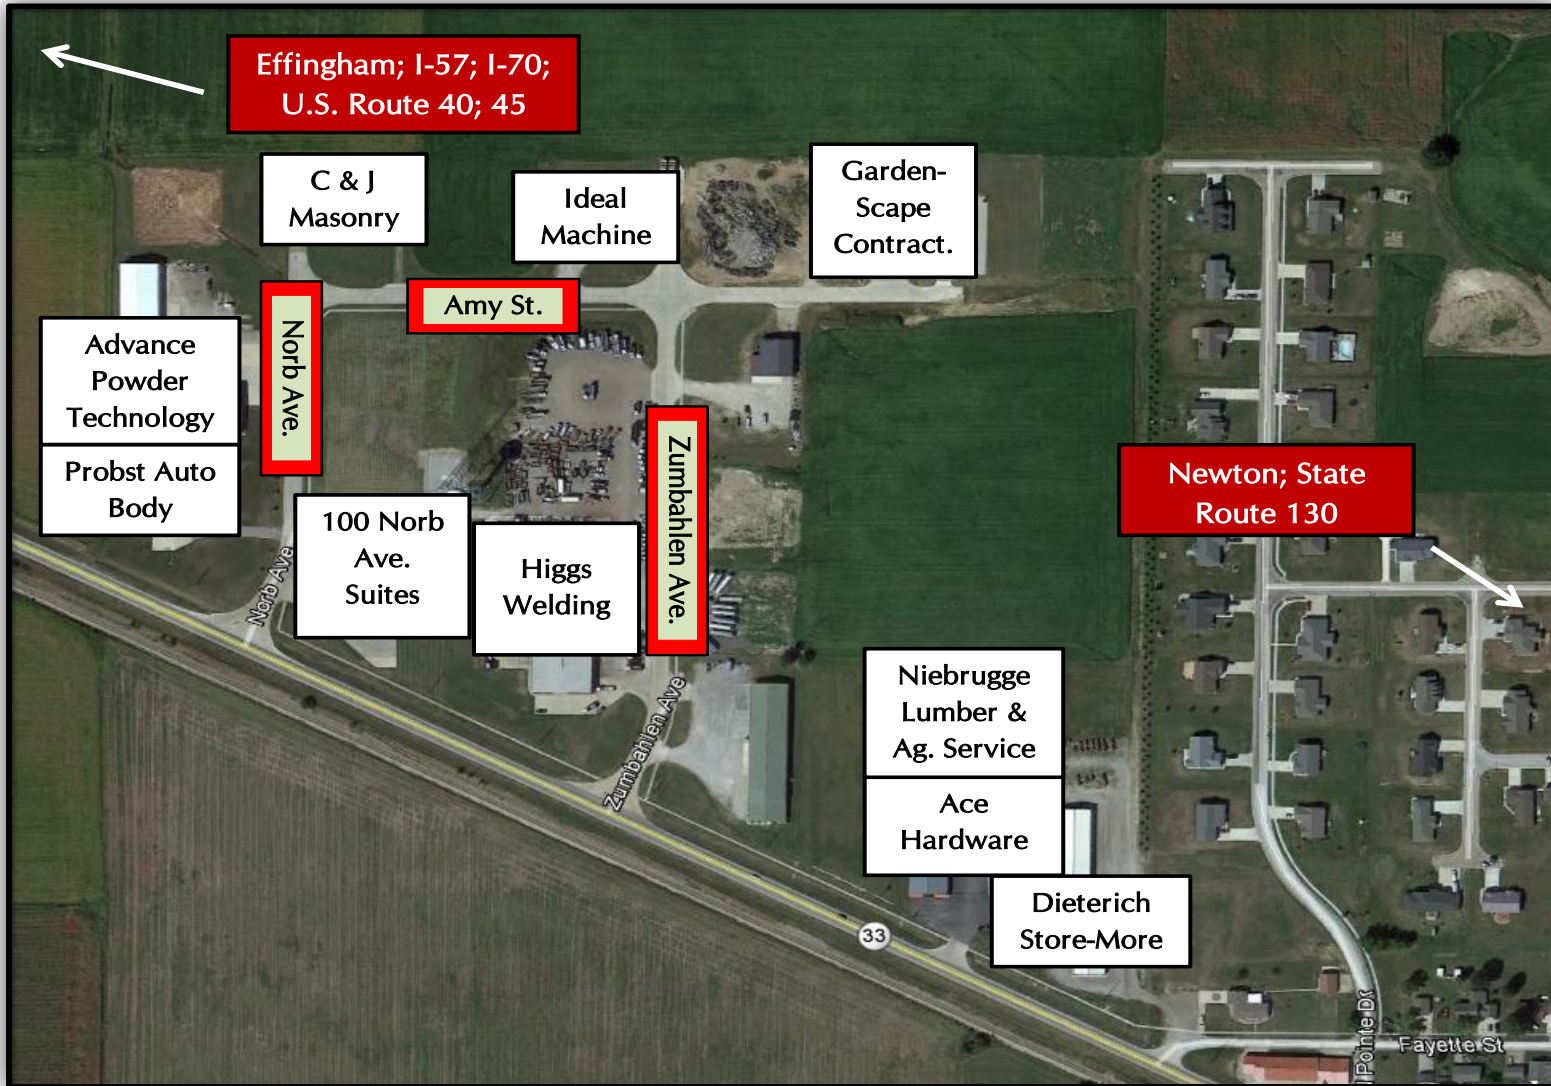 Effingham; I-57; I-70;
U.S. Route 40; 45
C & J
Masonry
Ideal
Machine
Garden-
Scape
Contract.
Amy St.
Norb Ave.
Advance
Powder
Technology
Probst Auto
Body
Zumbahlen Ave.
Newton; State
Route 130
100 Norb
Ave.
Suites
Higgs
Welding
Norb Ave
Zumbahlen Ave
Niebrugge
Lumber &
Ag. Service
Ace
Hardware
Dieterich
Store-More
33
Pointe Dr
Fayette St